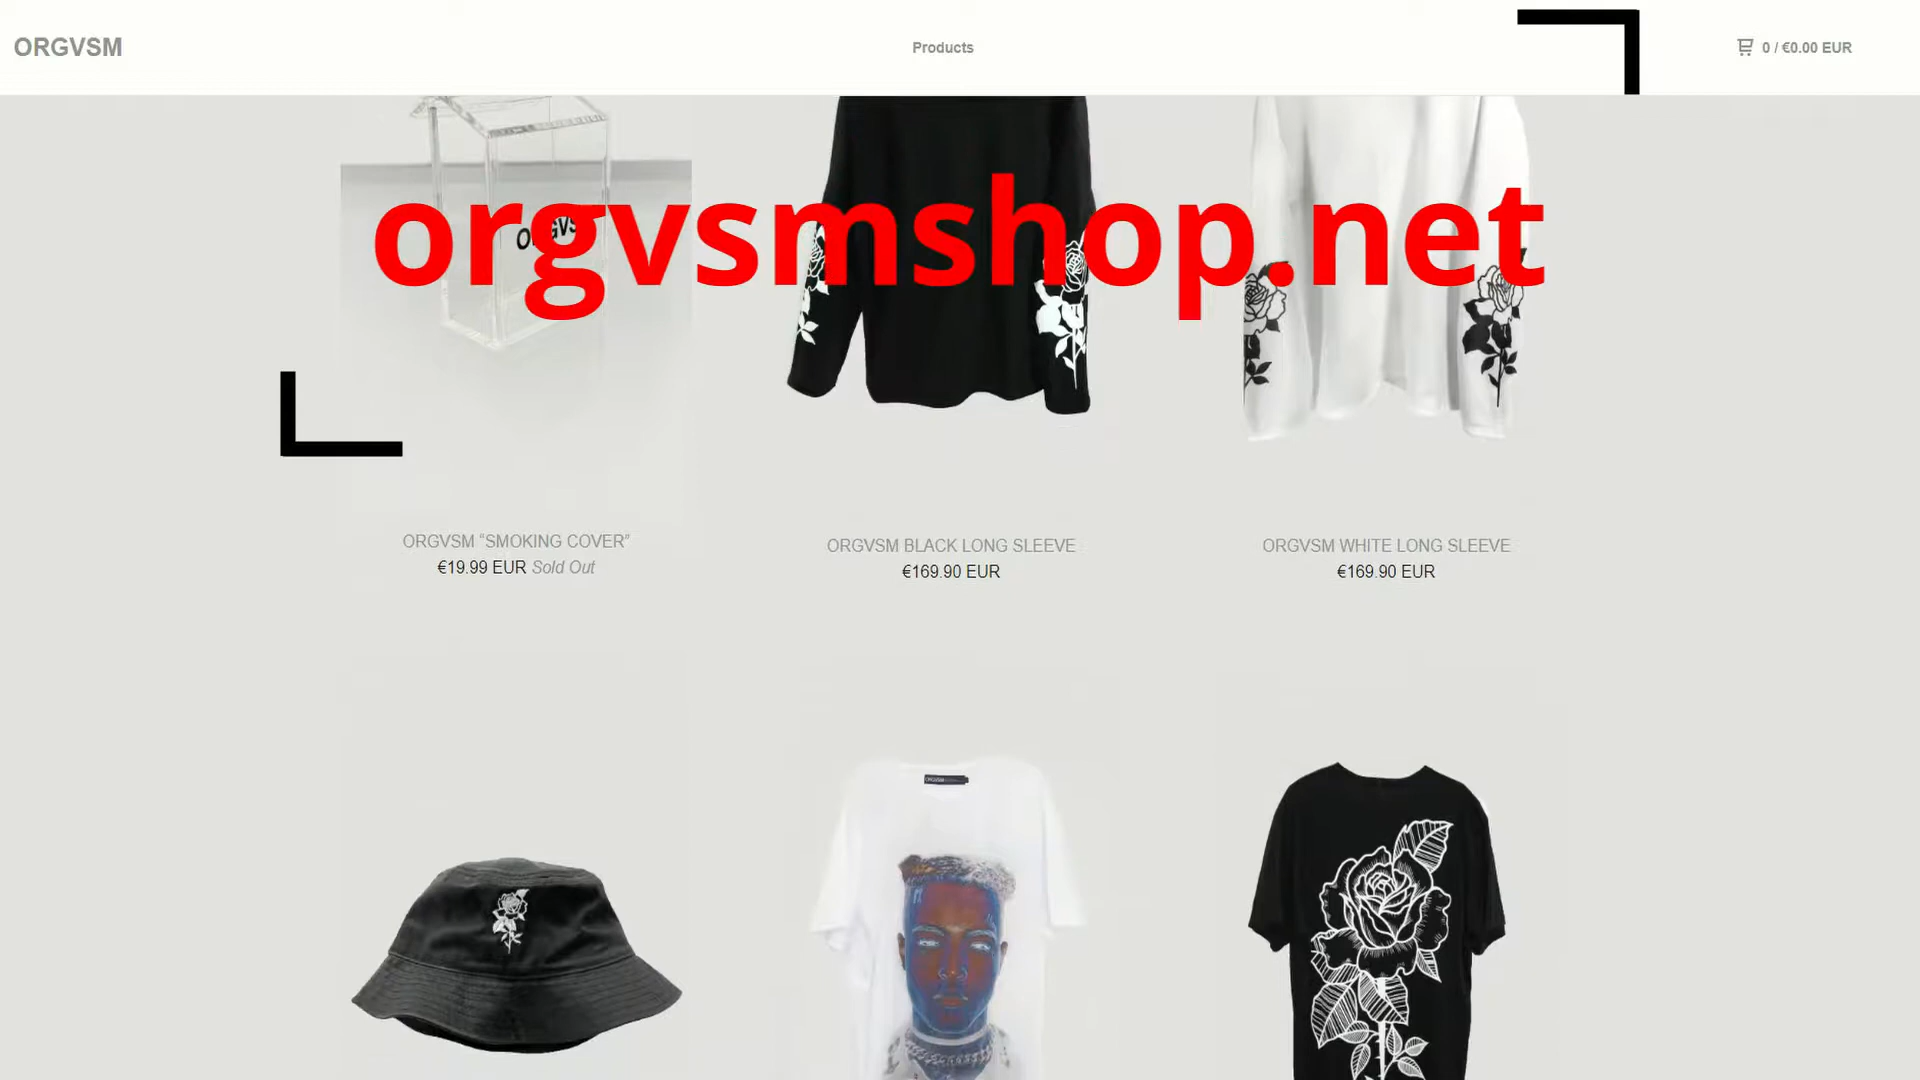 ORGVSM
Products
0 / €0.00 EUR
orgvsmshop.net
ORGVSM “SMOKING COVER”
€19.99 EUR Sold Out
ORGVSM BLACK LONG SLEEVE
€169.90 EUR
ORGVSM WHITE LONG SLEEVE
€169.90 EUR